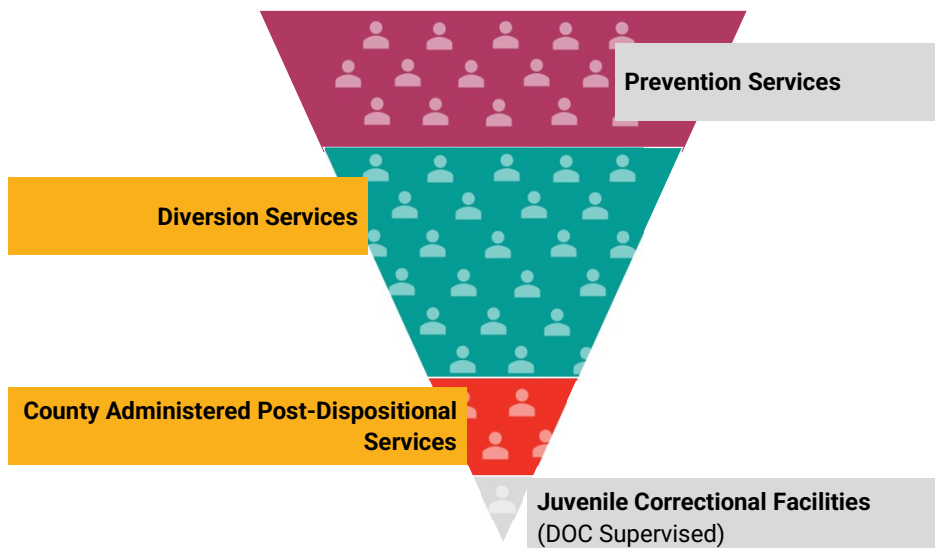 Prevention Services
Diversion Services
County Administered Post-Dispositional
Services
Juvenile Correctional Facilities
(DOC Supervised)